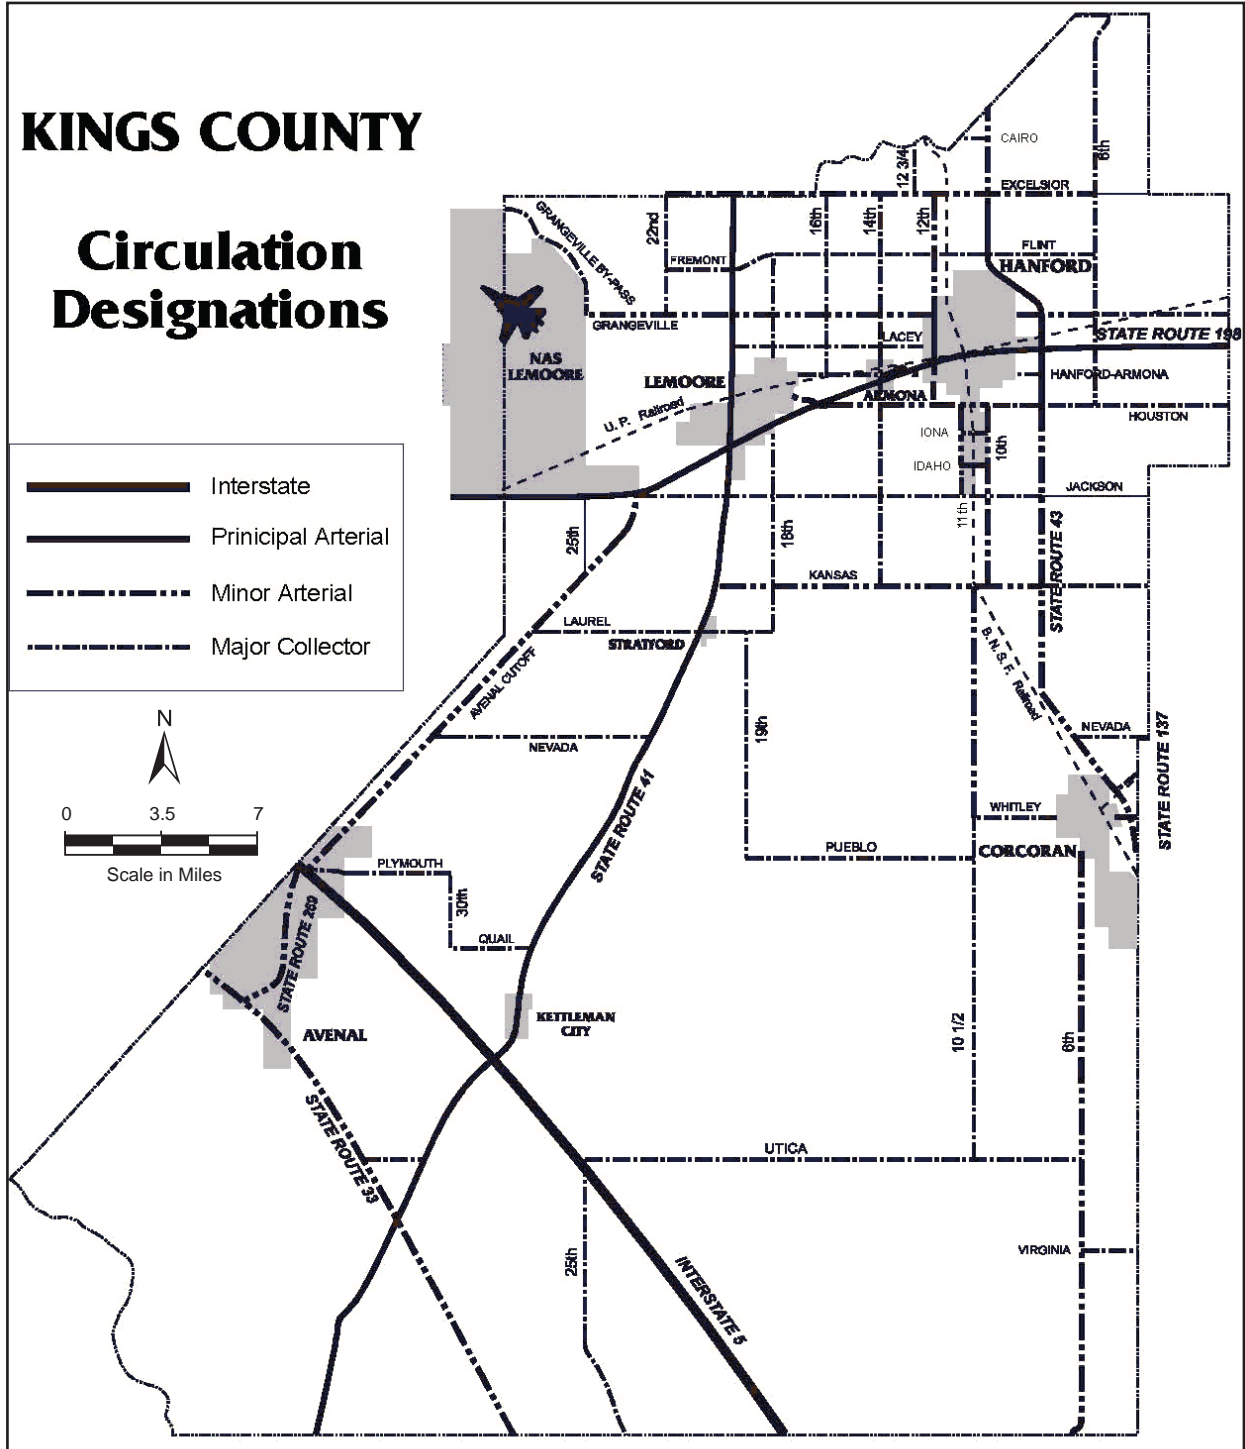 KINGS COUNTY
Circulation
Designations
CAIRO
6th
12 3/4
EXCELSIOR
22nd
16th
14th
12th
GRANGEVILLE BY-PASS
FREMONT
FLINT
HANFORD
GRANGEVILLE
LACEY
STATE ROUTE 198
NAS
LEMOORE
LEMOORE
HANFORD-ARMONA
ARMONA
U. P. Railroad
HOUSTON
IONA
10th
IDAHO
JACKSON
11th
25th
18th
KANSAS
STATE ROUTE 43
LAUREL
STRATFORD
AVENAL CUTOFF
B. N. S. F. Railroad
NEVADA
19th
NEVADA
STATE ROUTE 137
STATE ROUTE 41
WHITLEY
PUEBLO
CORCORAN
PLYMOUTH
30th
QUAIL
STATE ROUTE 269
KETTLEMAN
CITY
AVENAL
10 1/2
6th
STATE ROUTE 33
UTICA
25th
VIRGINIA
INTERSTATE 5
Interstate
Prinicipal Arterial
Minor Arterial
Major Collector
N
0 3.5 7
Scale in Miles